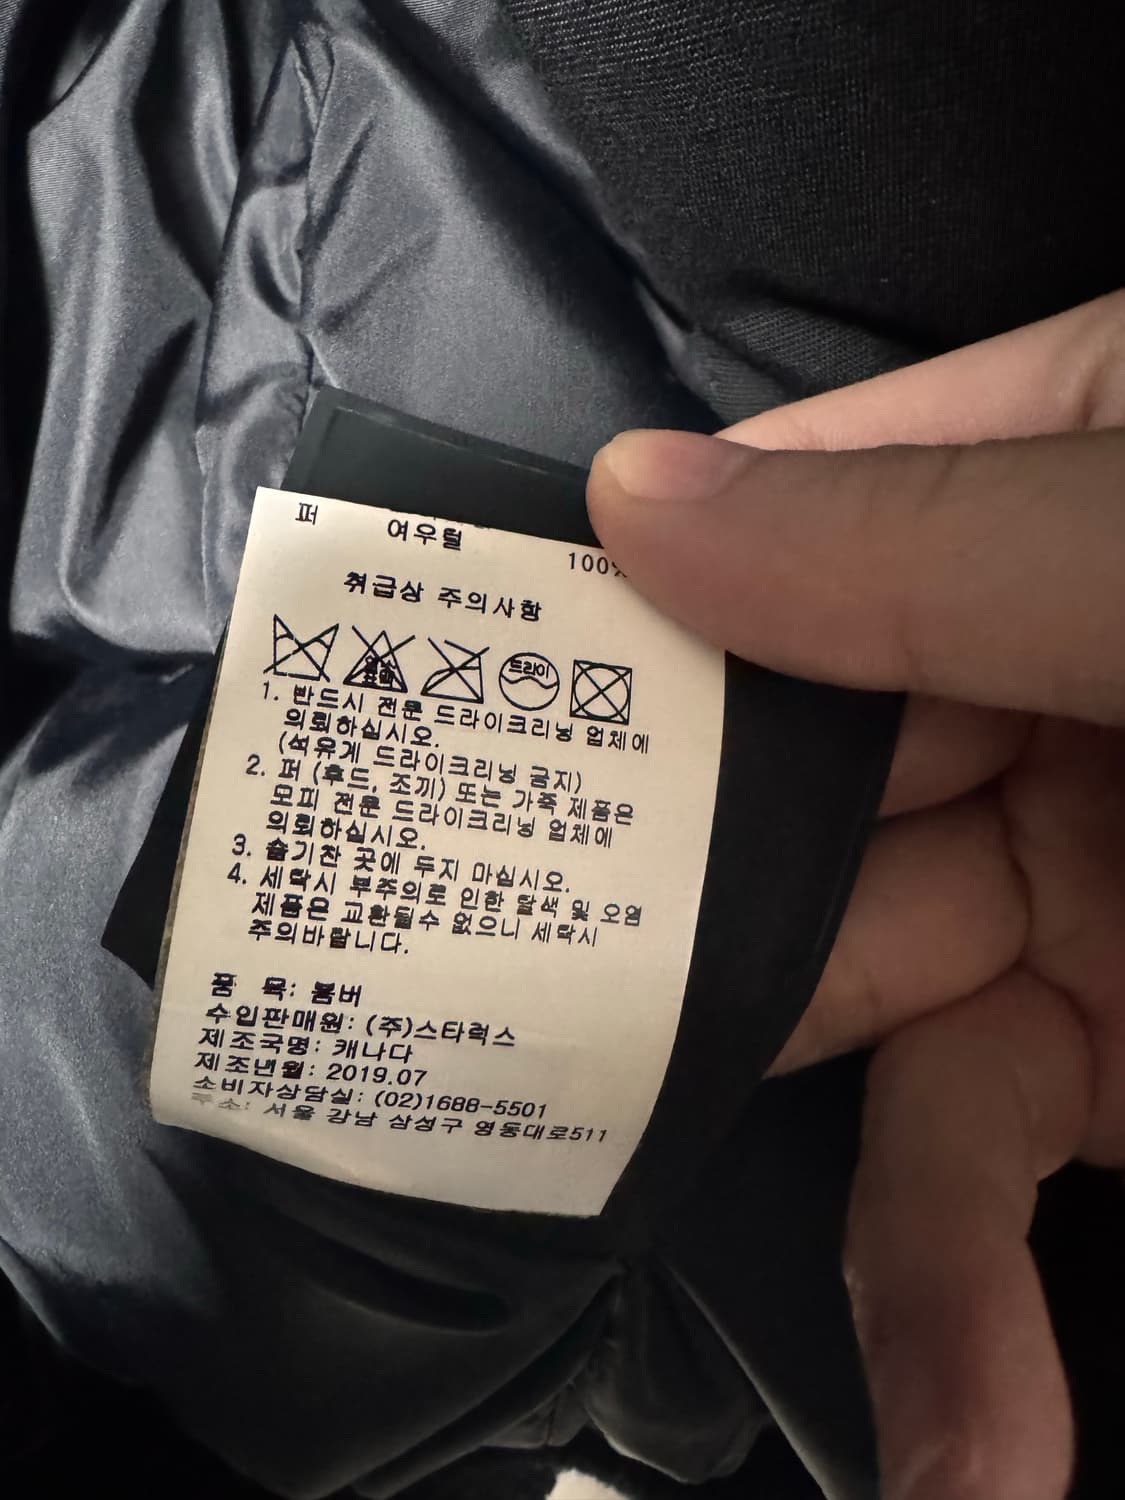 퍼 여우털 100%
취급상 주의사항
드라이
1. 반드시 전문 드라이크리닝 업체에
의뢰하십시오.
(석유계 드라이크리닝 금지)
2. 퍼 (후드, 조끼) 또는 가죽 제품은
모피 전문 드라이크리닝 업체에
의뢰하십시오.
3. 습기찬 곳에 두지 마십시오.
4. 세탁시 부주의로 인한 탈색 및 오염
제품은 교환될수 없으니 세탁시
주의바랍니다.
품 목: 봄버
수입판매원: (주)스타럭스
제조국명: 캐나다
제조년월: 2019.07
소비자상담실: (02)1688-5501
주소: 서울 강남 삼성구 영동대로511